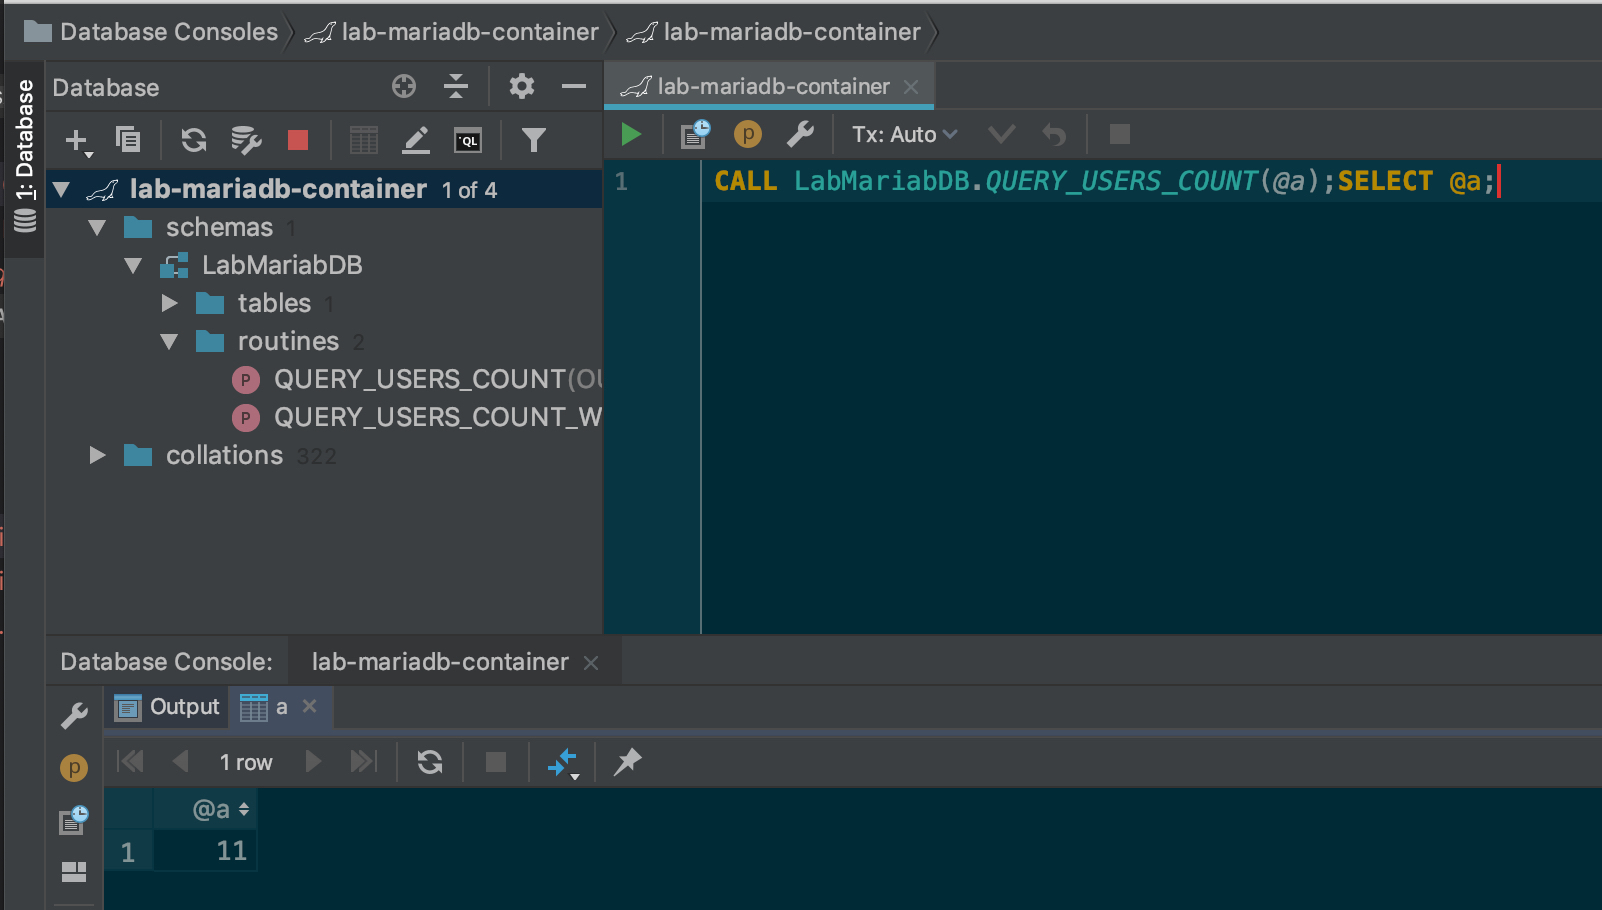 Database Consoles lab-mariadb-container lab-mariadb-container
1: Database
Database
lab-mariadb-container 1 of 4
schemas 1
LabMariabDB
tables 1
routines 2
QUERY_USERS_COUNT(OU
QUERY_USERS_COUNT_W
collations 322
lab-mariadb-container
p Tx: Auto
1 CALL LabMariabDB.QUERY_USERS_COUNT(@a);SELECT @a;
Database Console: lab-mariadb-container
Output a
1 row
@a
1 11